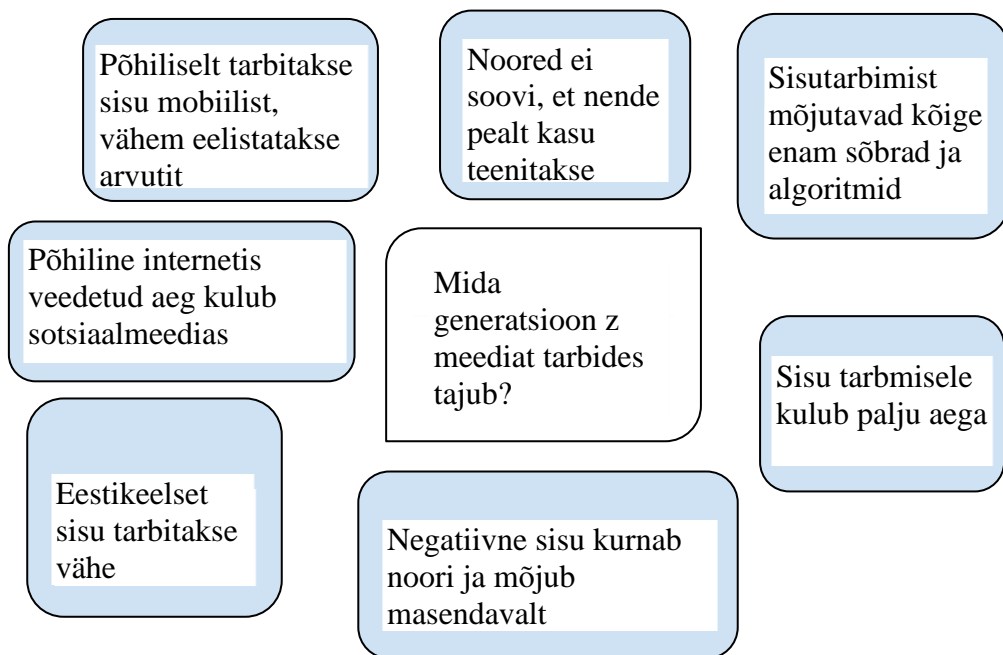 Põhiliselt tarbitakse
sisu mobiilist,
vähem eelistatakse
arvutit
Noored ei
soovi, et nende
pealt kasu
teenitakse
Sisutarbimist
mõjutavad kõige
enam sõbrad ja
algoritmid
Põhiline internetis
veedetud aeg kulub
sotsiaalmeedias
Mida
generatsioon z
meediat tarbides
tajub?
Sisu tarbmisele
kulub palju aega
Eestikeelset
sisu tarbitakse
vähe
Negatiivne sisu kurnab
noori ja mõjub
masendavalt